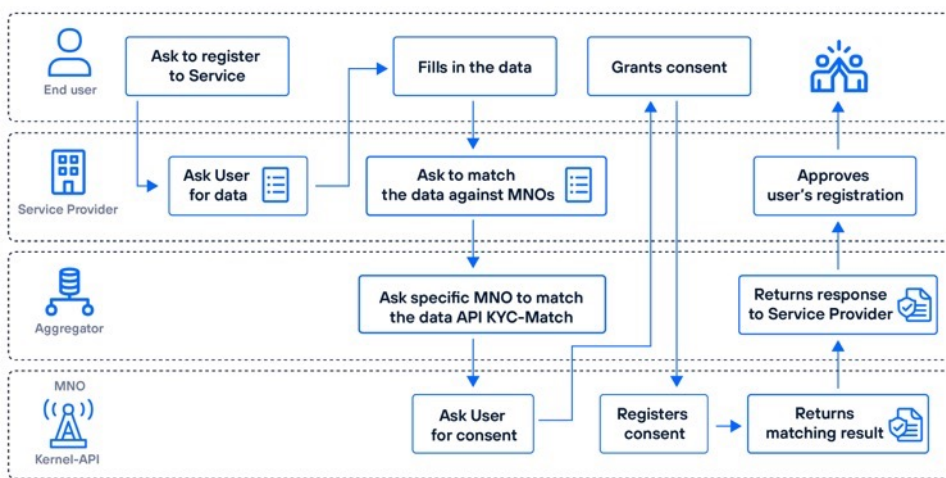 End user
Ask to register
to Service
Fills in the data
Grants consent
Service Provider
Ask User
for data
Ask to match
the data against MNOs
Approves
user's registration
Aggregator
Ask specific MNO to match
the data API KYC-Match
Returns response
to Service Provider
MNO
Kernel-API
Ask User
for consent
Registers
consent
Returns
matching result